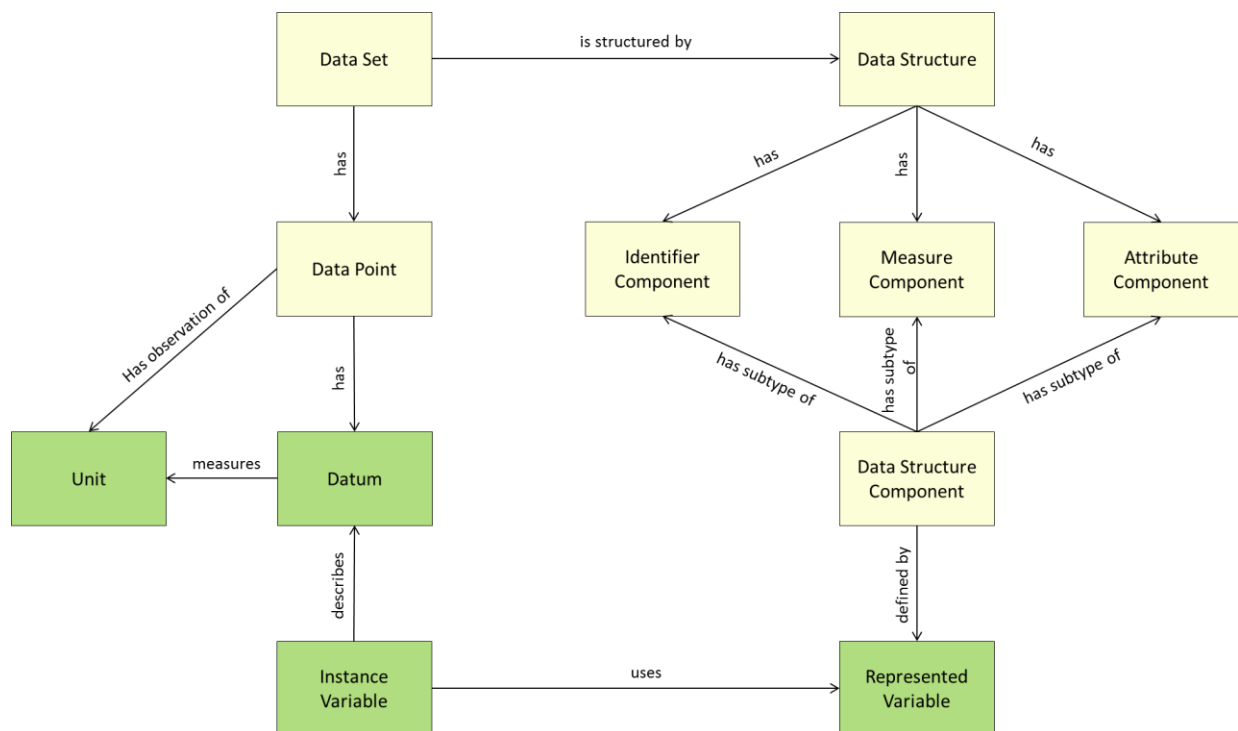 Data Set
is structured by
Data Structure
has
has
has
has
Data Point
Identifier
Component
Measure
Component
Attribute
Component
Has observation of
has
has subtype of
has subtype
of
has subtype of
Unit
measures
Datum
Data Structure
Component
describes
defined by
Instance
Variable
uses
Represented
Variable